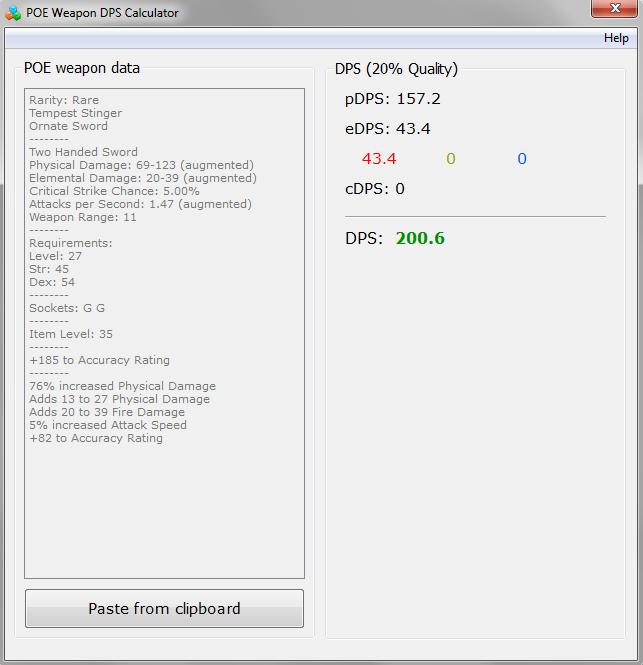 POE Weapon DPS Calculator
Help
POE weapon data
Rarity: Rare
Tempest Stinger
Ornate Sword
--------
Two Handed Sword
Physical Damage: 69-123 (augmented)
Elemental Damage: 20-39 (augmented)
Critical Strike Chance: 5.00%
Attacks per Second: 1.47 (augmented)
Weapon Range: 11
--------
Requirements:
Level: 27
Str: 45
Dex: 54
--------
Sockets: G G
--------
Item Level: 35
--------
+185 to Accuracy Rating
--------
76% increased Physical Damage
Adds 13 to 27 Physical Damage
Adds 20 to 39 Fire Damage
5% increased Attack Speed
+82 to Accuracy Rating
Paste from clipboard
DPS (20% Quality)
pDPS: 157.2
eDPS: 43.4
43.4 0 0
cDPS: 0
DPS: 200.6